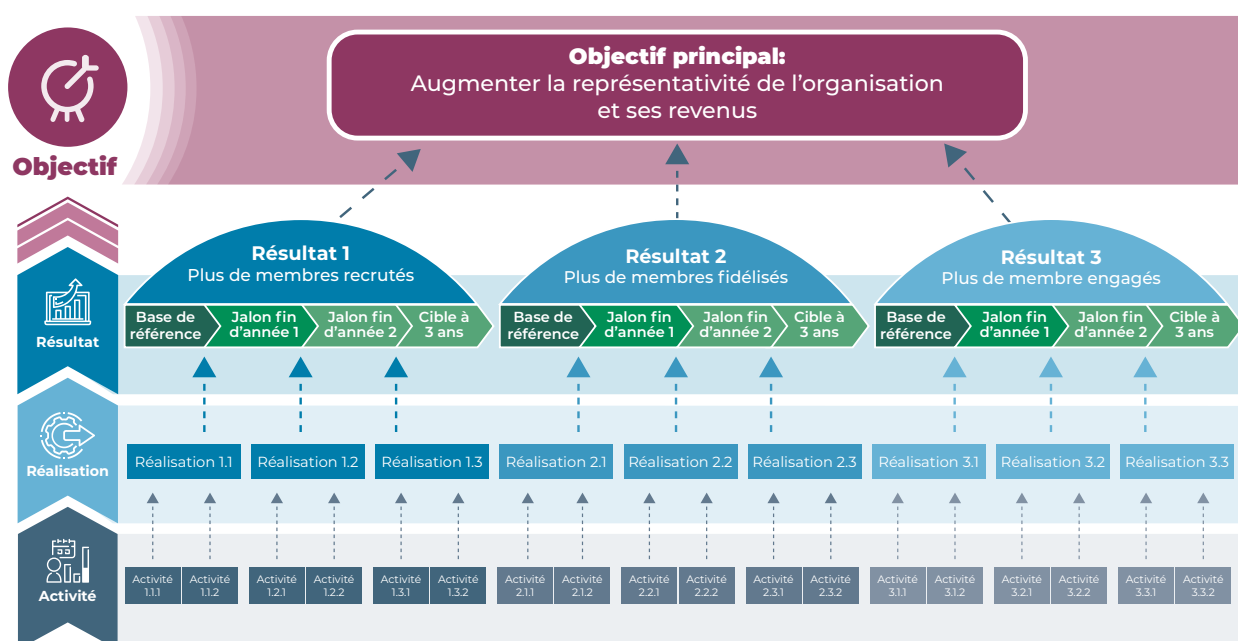 Objectif principal:
Augmenter la représentativité de l'organisation
et ses revenus
Objectif
Résultat 1
Plus de membres recrutés
Résultat 2
Plus de membres fidélisés
Résultat 3
Plus de membre engagés
Résultat
Base de
référence
Jalon fin
d'année 1
Jalon fin
d'année 2
Cible à
3 ans
Base de
référence
Jalon fin
d'année 1
Jalon fin
d'année 2
Cible à
3 ans
Base de
référence
Jalon fin
d'année 1
Jalon fin
d'année 2
Cible à
3 ans
Réalisation
Réalisation 1.1
Réalisation 1.2
Réalisation 1.3
Réalisation 2.1
Réalisation 2.2
Réalisation 2.3
Réalisation 3.1
Réalisation 3.2
Réalisation 3.3
Activité
Activité
1.1.1
Activité
1.1.2
Activité
1.2.1
Activité
1.2.2
Activité
1.3.1
Activité
1.3.2
Activité
2.1.1
Activité
2.1.2
Activité
2.2.1
Activité
2.2.2
Activité
2.3.1
Activité
2.3.2
Activité
3.1.1
Activité
3.1.2
Activité
3.2.1
Activité
3.2.2
Activité
3.3.1
Activité
3.3.2